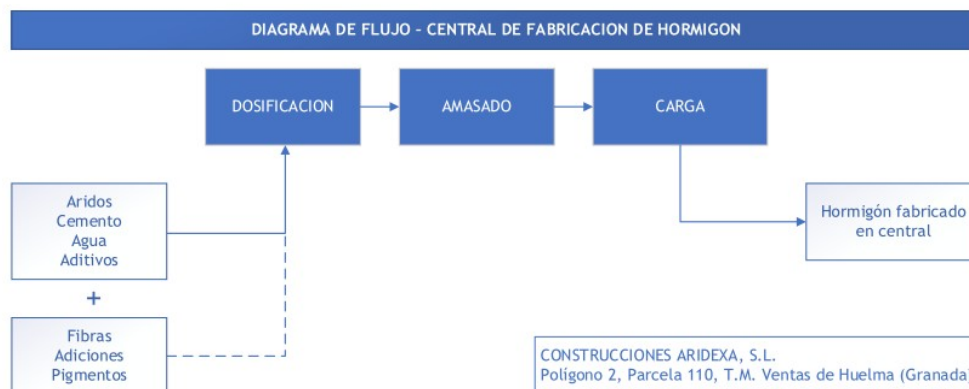 DIAGRAMA DE FLUJO - CENTRAL DE FABRICACION DE HORMIGON
DOSIFICACION
AMASADO
CARGA
Aridos
Cemento
Agua
Aditivos
+
Fibras
Adiciones
Pigmentos
Hormigón fabricado
en central
CONSTRUCCIONES ARIDEXA, S.L.
Polígono 2, Parcela 110, T.M. Ventas de Huelma (Granada)